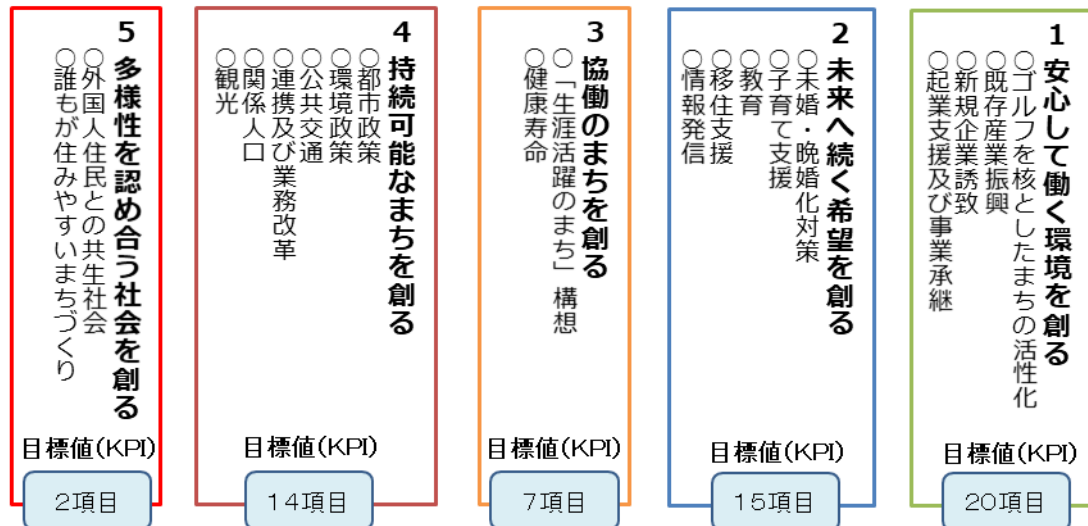 1 安心して働く環境を創る
○ゴルフを核としたまちの活性化
○既存産業振興
○新規企業誘致
○起業支援及び事業承継
目標値(KPI)
20項目
2 未来へ続く希望を創る
○未婚・晩婚化対策
○子育て支援
○教育
○移住支援
○情報発信
目標値(KPI)
15項目
3 協働のまちを創る
○「生涯活躍のまち」構想
○健康寿命
目標値(KPI)
7項目
4 持続可能なまちを創る
○都市政策
○環境政策
○公共交通
○連携及び業務改革
○関係人口
○観光
目標値(KPI)
14項目
5 多様性を認め合う社会を創る
○外国人住民との共生社会
○誰もが住みやすいまちづくり
目標値(KPI)
2項目